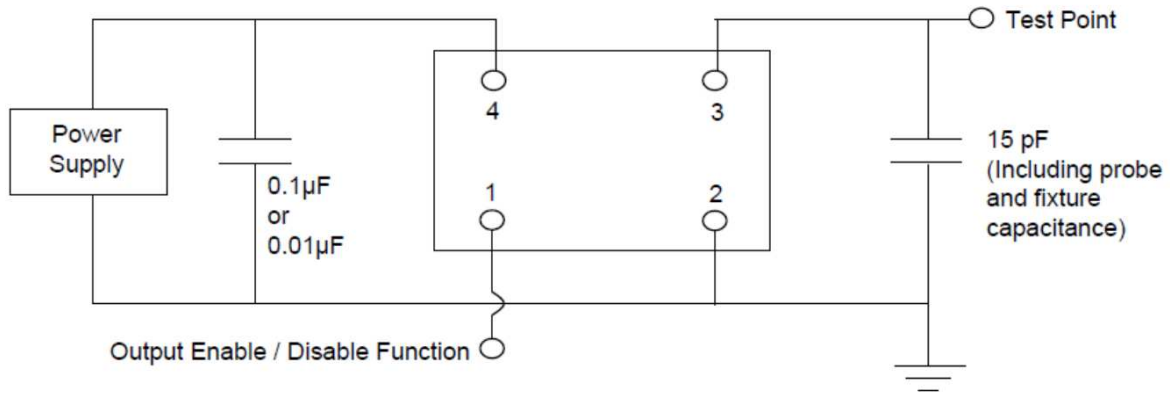 Test Point
4
3
Power
Supply
15 pF
(Including probe
and fixture
capacitance)
0.1µF
or
0.01µF
1
2
Output Enable / Disable Function